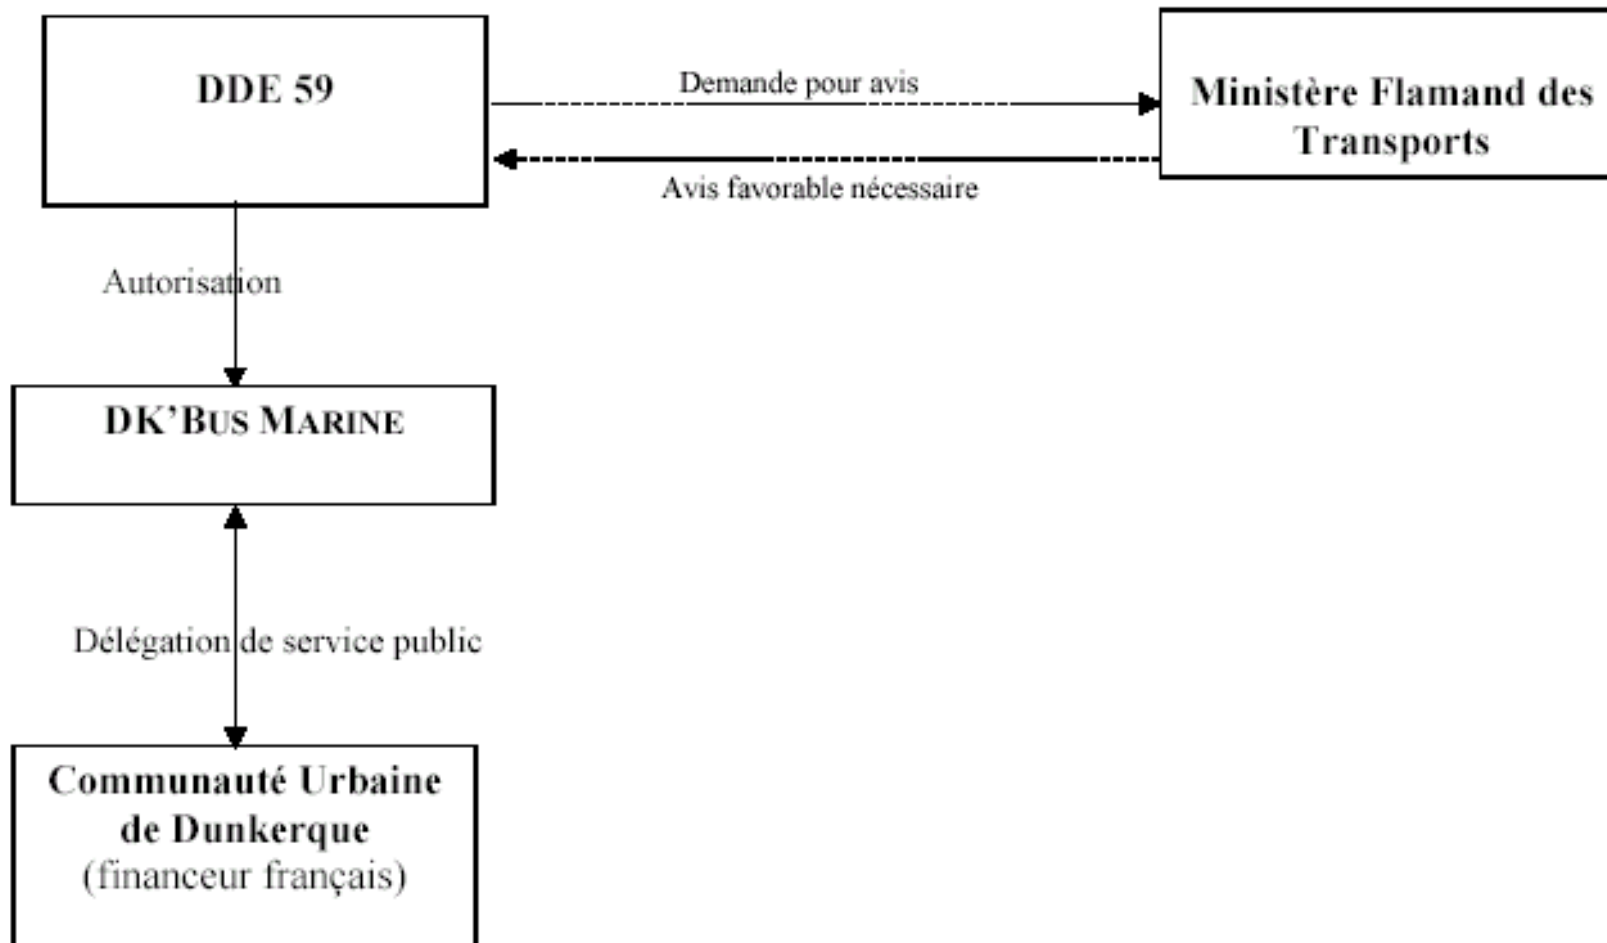 DDE 59
Demande pour avis
Ministère Flamand des
Transports
Avis favorable nécessaire
Autorisation
DK’BUS MARINE
Délégation de service public
Communauté Urbaine
de Dunkerque
(financeur français)